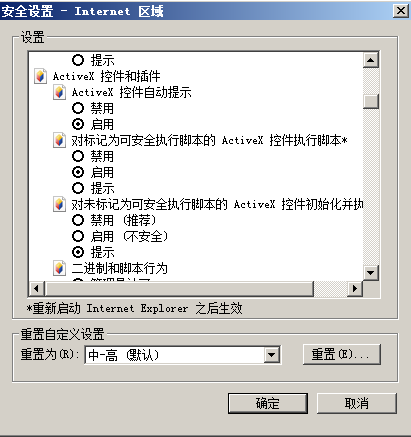 安全设置 - Internet 区域
设置
提示
ActiveX 控件和插件
ActiveX 控件自动提示
禁用
启用
对标记为可安全执行脚本的 ActiveX 控件执行脚本*
禁用
启用
提示
对未标记为可安全执行脚本的 ActiveX 控件初始化并执
禁用 (推荐)
启用 (不安全)
提示
二进制和脚本行为
*重新启动 Internet Explorer 之后生效
重置自定义设置
重置为(R): 中-高 (默认) 重置(E)...
确定 取消